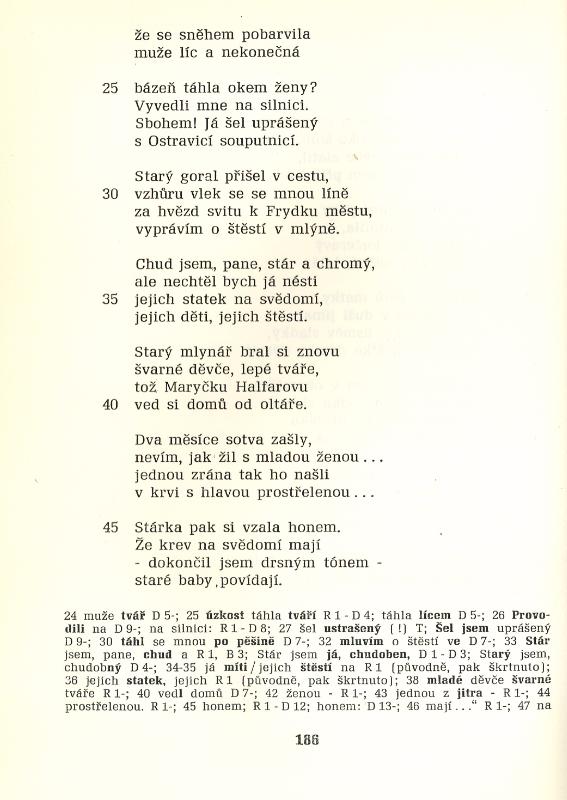 že se sněhem pobarvila
muže líc a nekonečná
25 bázeň táhla okem ženy?
Vyvedli mne na silnici.
Sbohem! Já šel uprášený
s Ostravicí souputnicí.
Starý goral přišel v cestu,
30 vzhůru vlek se se mnou líně
za hvězd svitu k Frydku městu,
vyprávím o štěstí v mlýně.
Chud jsem, pane, stár a chromý,
ale nechtěl bych já nésti
35 jejich statek na svědomí,
jejich děti, jejich štěstí.
Starý mlynář bral si znovu
švarné děvče, lepé tváře,
tož Maryčku Halfarovu
40 ved si domů od oltáře.
Dva měsíce sotva zašly,
nevím, jak žil s mladou ženou...
jednou zrána tak ho našli
v krvi s hlavou prostřelenou...
45 Stárka pak si vzala honem.
Že krev na svědomí mají
- dokončil jsem drsným tónem -
staré baby povídají.
24 muže tvář D 5-; 25 úzkost táhla tváří R 1 - D 4; táhla lícem D 5-; 26 Provo-
dili na D 9-; na silnici: R 1 - D 8; 27 šel ustrašený (!) T; Šel jsem uprášený
D 9-; 30 táhl se mnou po pěšině D 7-; 32 mluvím o štěstí ve D 7-; 33 Stár
jsem, pane, chud a R 1, B 3; Stár jsem já, chudoben, D 1 - D 3; Starý jsem,
chudobný D 4-; 34-35 já míti / jejich štěstí na R 1 (původně, pak škrtnuto);
36 jejich statek, jejich R 1 (původně, pak škrtnuto); 38 mladé děvče švarné
tváře R 1-; 40 vedl domů D 7-; 42 ženou - R 1-; 43 jednou z jitra - R 1-; 44
prostřelenou. R 1-; 45 honem; R 1 - D 12; honem: D 13-; 46 mají..." R 1-; 47 na
186